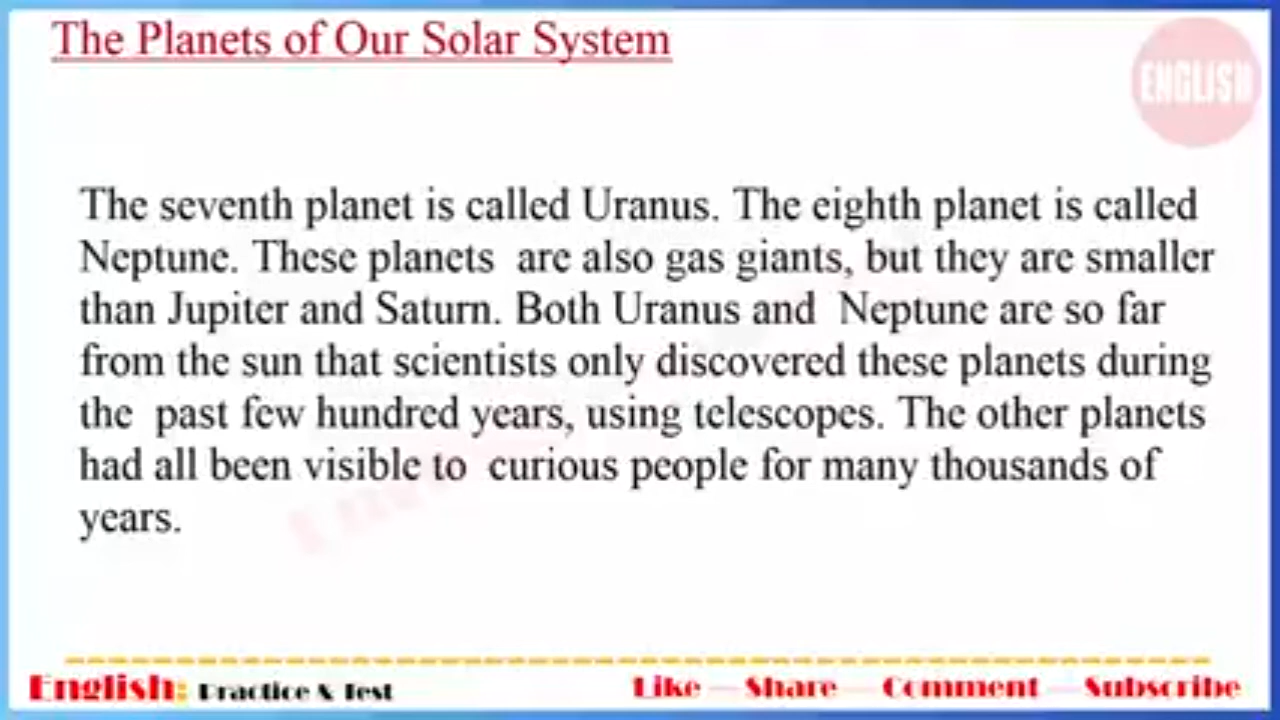 The Planets of Our Solar System
ENGLISH
The seventh planet is called Uranus. The eighth planet is called
Neptune. These planets are also gas giants, but they are smaller
than Jupiter and Saturn. Both Uranus and Neptune are so far
from the sun that scientists only discovered these planets during
the past few hundred years, using telescopes. The other planets
had all been visible to curious people for many thousands of
years.
English: Practice & Test
Like — Share — Comment — Subscribe